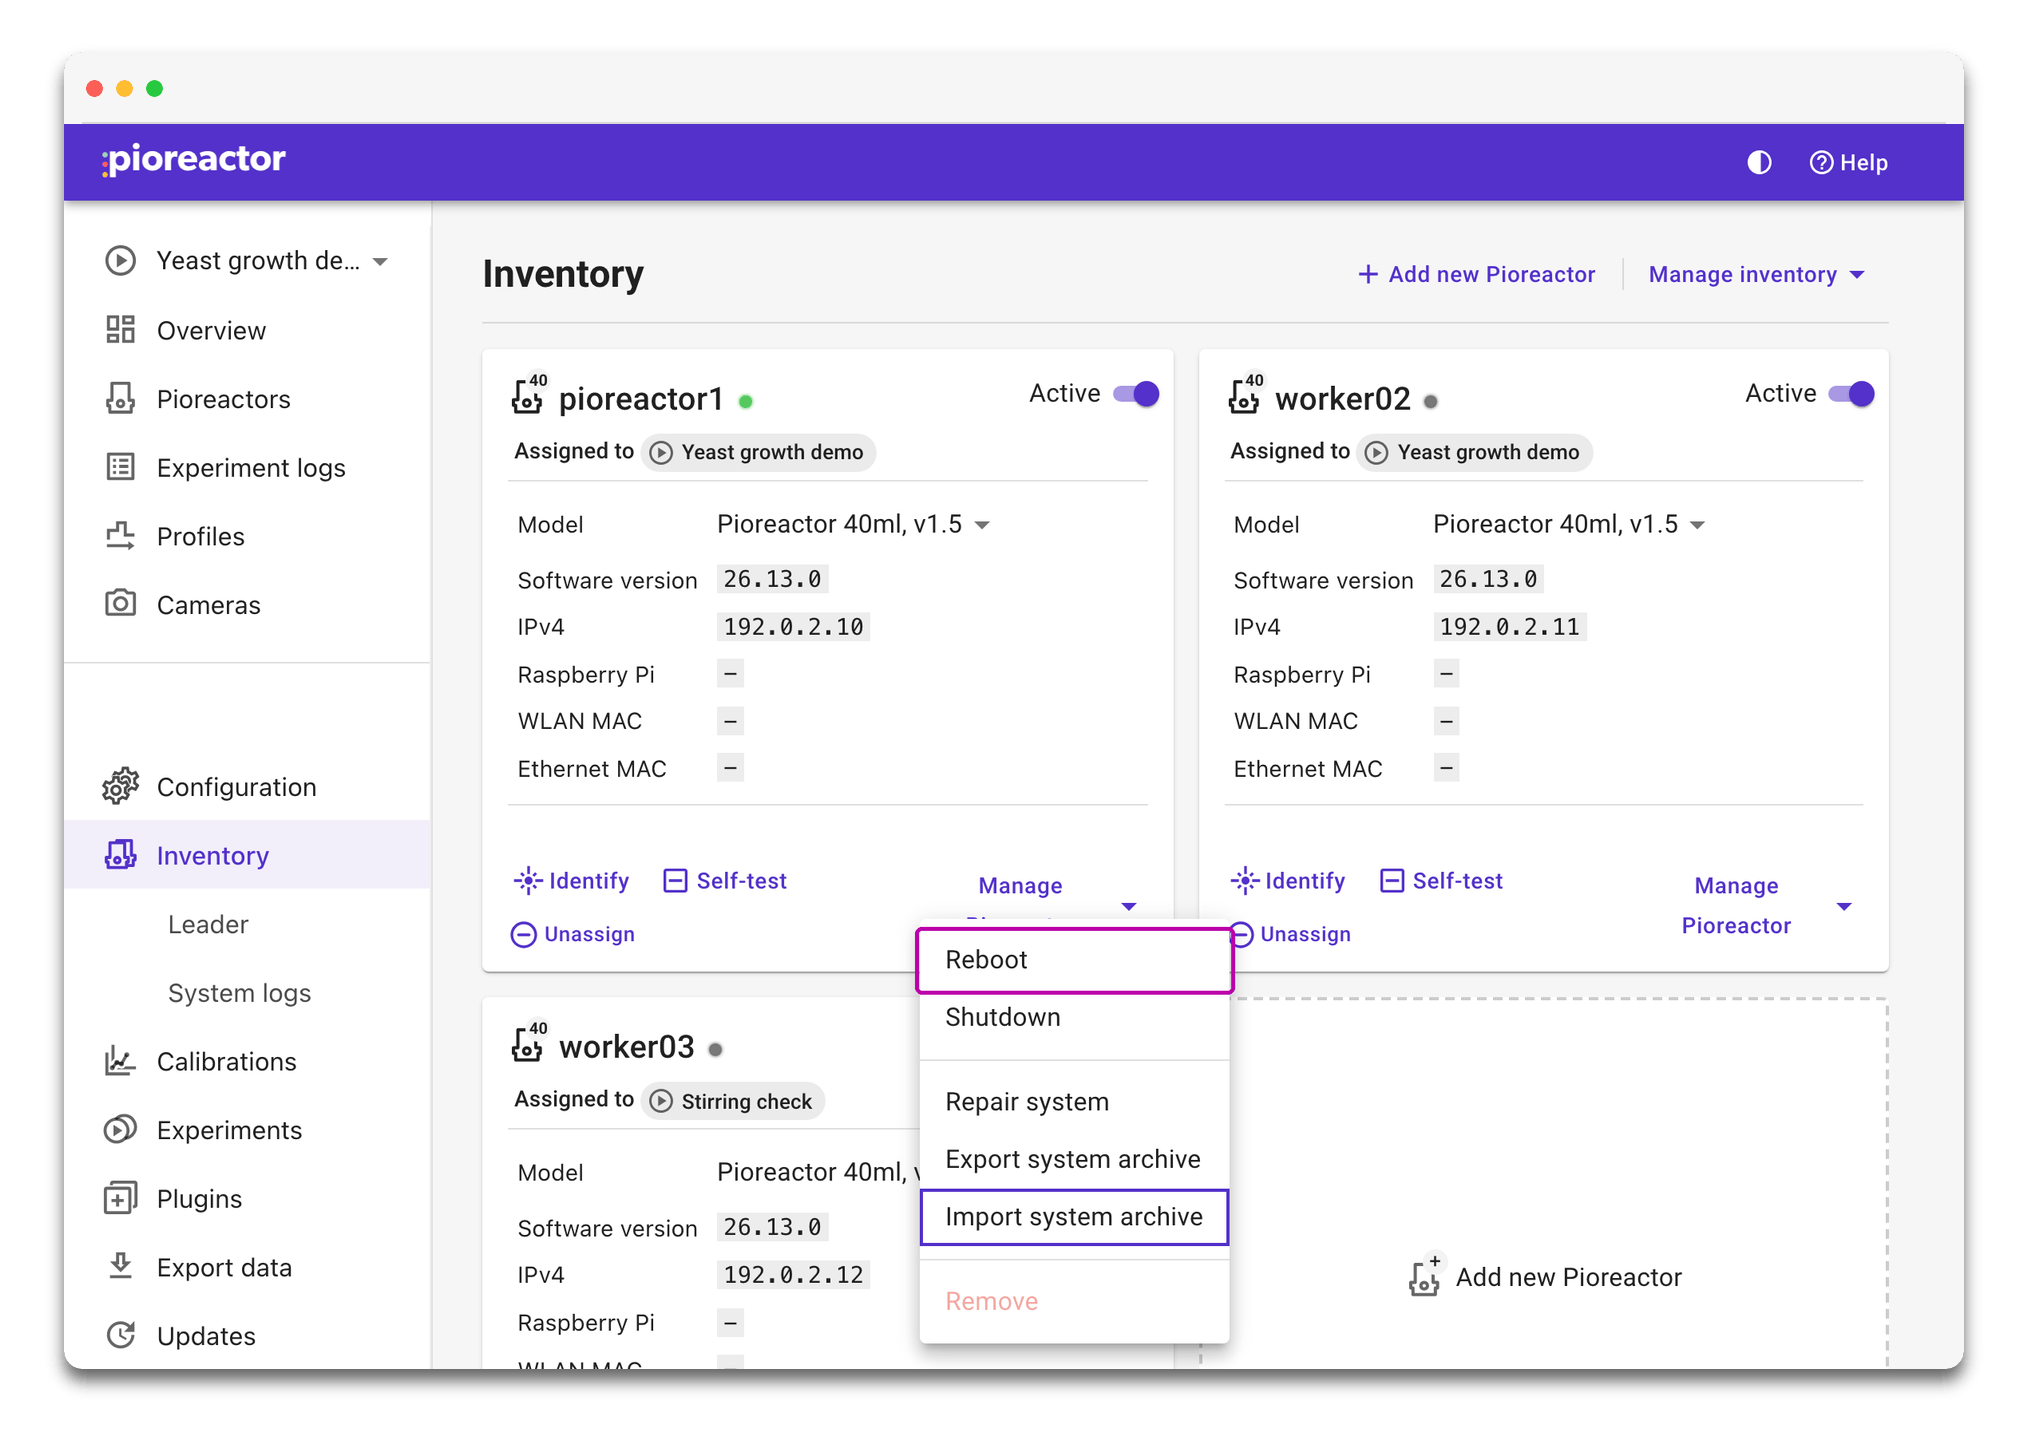 pioreactor
Help
Yeast growth de...
Overview
Pioreactors
Experiment logs
Profiles
Cameras
Configuration
Inventory
Leader
System logs
Calibrations
Experiments
Plugins
Export data
Updates
Inventory
Add new Pioreactor
Manage inventory
40
pioreactor1
Active
Assigned to Yeast growth demo
Model Pioreactor 40ml, v1.5
Software version 26.13.0
IPv4 192.0.2.10
Raspberry Pi –
WLAN MAC –
Ethernet MAC –
Identify
Self-test
Manage
Unassign
40
worker02
Active
Assigned to Yeast growth demo
Model Pioreactor 40ml, v1.5
Software version 26.13.0
IPv4 192.0.2.11
Raspberry Pi –
WLAN MAC –
Ethernet MAC –
Identify
Self-test
Manage
Pioreactor
Unassign
Reboot
Shutdown
Repair system
Export system archive
Import system archive
Remove
40
worker03
Assigned to Stirring check
Model Pioreactor 40ml,
Software version 26.13.0
IPv4 192.0.2.12
Raspberry Pi –
WLAN MAC
Add new Pioreactor